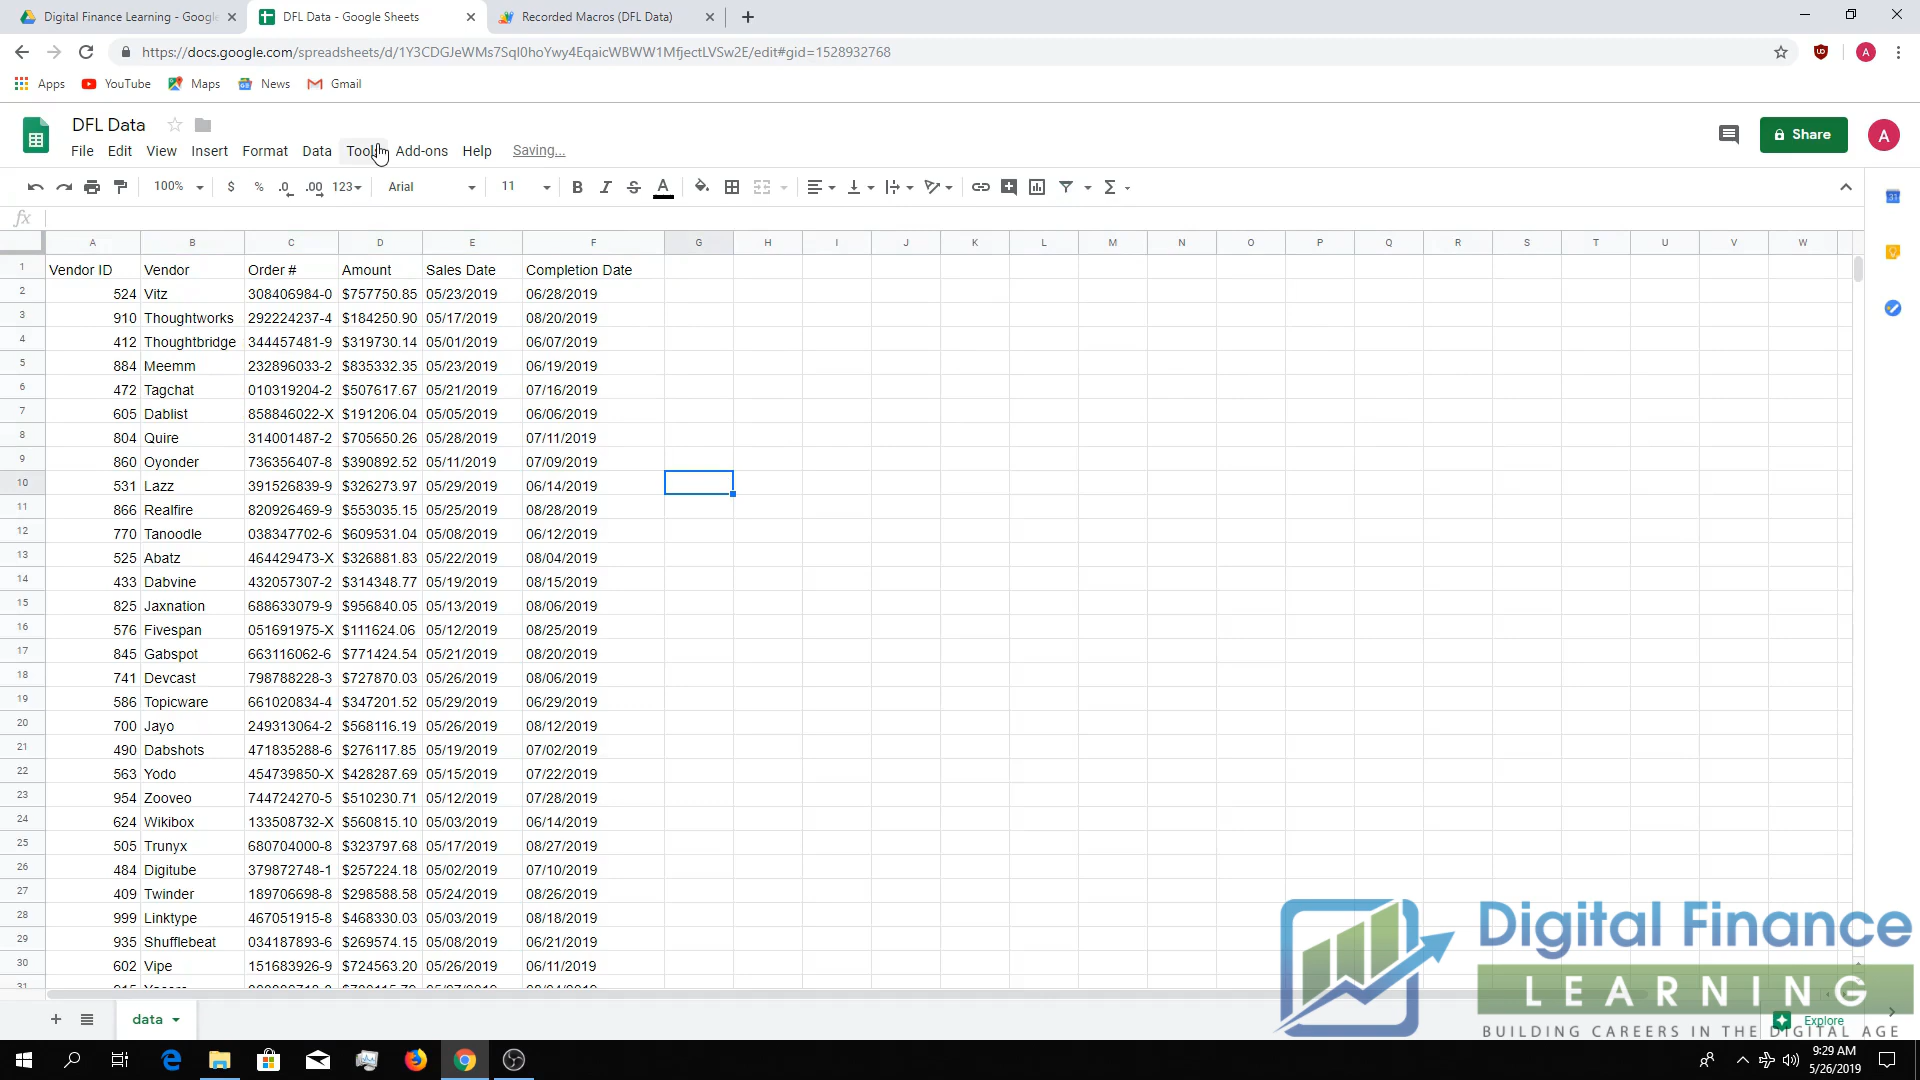 Digital Finance Learning - Google
DFL Data - Google Sheets
Recorded Macros (DFL Data)
https://docs.google.com/spreadsheets/d/1Y3CDGJeWMs7Sql0hoYwy4EqaicWBWW1MfjectLVSw2E/edit#gid=1528932768
Apps YouTube Maps News Gmail
DFL Data
Share
A
File Edit View Insert Format Data Tools Add-ons Help Saving...
100% $ % .0 .00 123 Arial 11 B I S A
fx
A B C D E F G H I J K L M N O P Q R S T U V W
1 Vendor ID Vendor Order # Amount Sales Date Completion Date
2 524 Vitz 308406984-0 $757750.85 05/23/2019 06/28/2019
3 910 Thoughtworks 292224237-4 $184250.90 05/17/2019 08/20/2019
4 412 Thoughtbridge 344457481-9 $319730.14 05/01/2019 06/07/2019
5 884 Meemm 232896033-2 $835332.35 05/23/2019 06/19/2019
6 472 Tagchat 010319204-2 $507617.67 05/21/2019 07/16/2019
7 605 Dablist 858846022-X $191206.04 05/05/2019 06/06/2019
8 804 Quire 314001487-2 $705650.26 05/28/2019 07/11/2019
9 860 Oyonder 736356407-8 $390892.52 05/11/2019 07/09/2019
10 531 Lazz 391526839-9 $326273.97 05/29/2019 06/14/2019
11 866 Realfire 820926469-9 $553035.15 05/25/2019 08/28/2019
12 770 Tanoodle 038347702-6 $609531.04 05/08/2019 06/12/2019
13 525 Abatz 464429473-X $326881.83 05/22/2019 08/04/2019
14 433 Dabvine 432057307-2 $314348.77 05/19/2019 08/15/2019
15 825 Jaxnation 688633079-9 $956840.05 05/13/2019 08/06/2019
16 576 Fivespan 051691975-X $111624.06 05/12/2019 08/25/2019
17 845 Gabspot 663116062-6 $771424.54 05/21/2019 08/20/2019
18 741 Devcast 798788228-3 $727870.03 05/26/2019 08/06/2019
19 586 Topicware 661020834-4 $347201.52 05/29/2019 06/29/2019
20 700 Jayo 249313064-2 $568116.19 05/26/2019 08/12/2019
21 490 Dabshots 471835288-6 $276117.85 05/19/2019 07/02/2019
22 563 Yodo 454739850-X $428287.69 05/15/2019 07/22/2019
23 954 Zooveo 744724270-5 $510230.71 05/12/2019 07/28/2019
24 624 Wikibox 133508732-X $560815.10 05/03/2019 06/14/2019
25 505 Trunyx 680704000-8 $323797.68 05/17/2019 08/27/2019
26 484 Digitube 379872748-1 $257224.18 05/02/2019 07/10/2019
27 409 Twinder 189706698-8 $298588.58 05/24/2019 08/26/2019
28 999 Linktype 467051915-8 $468330.03 05/03/2019 08/18/2019
29 935 Shufflebeat 034187893-6 $269574.15 05/08/2019 06/21/2019
30 602 Vipe 151683926-9 $724563.20 05/26/2019 06/11/2019
31
data
Explore
Digital Finance
LEARNING
BUILDING CAREERS IN THE DIGITAL AGE
9:29 AM
5/26/2019